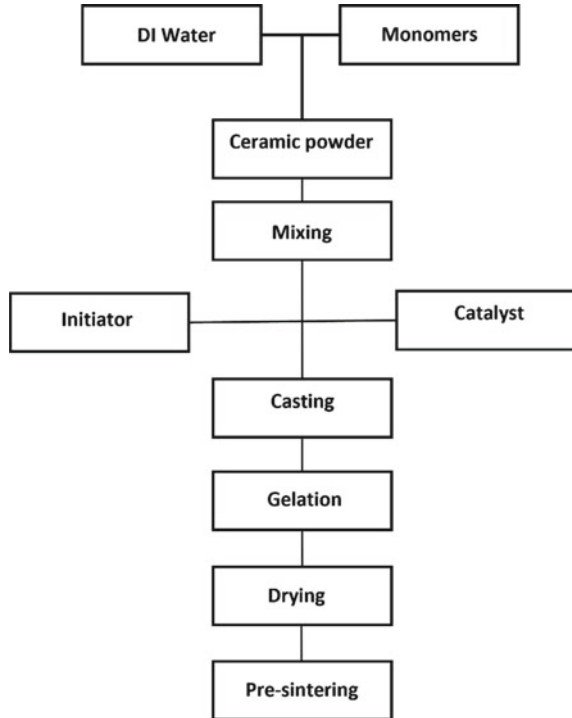 DI Water
Monomers
Ceramic powder
Mixing
Initiator
Catalyst
Casting
Gelation
Drying
Pre-sintering